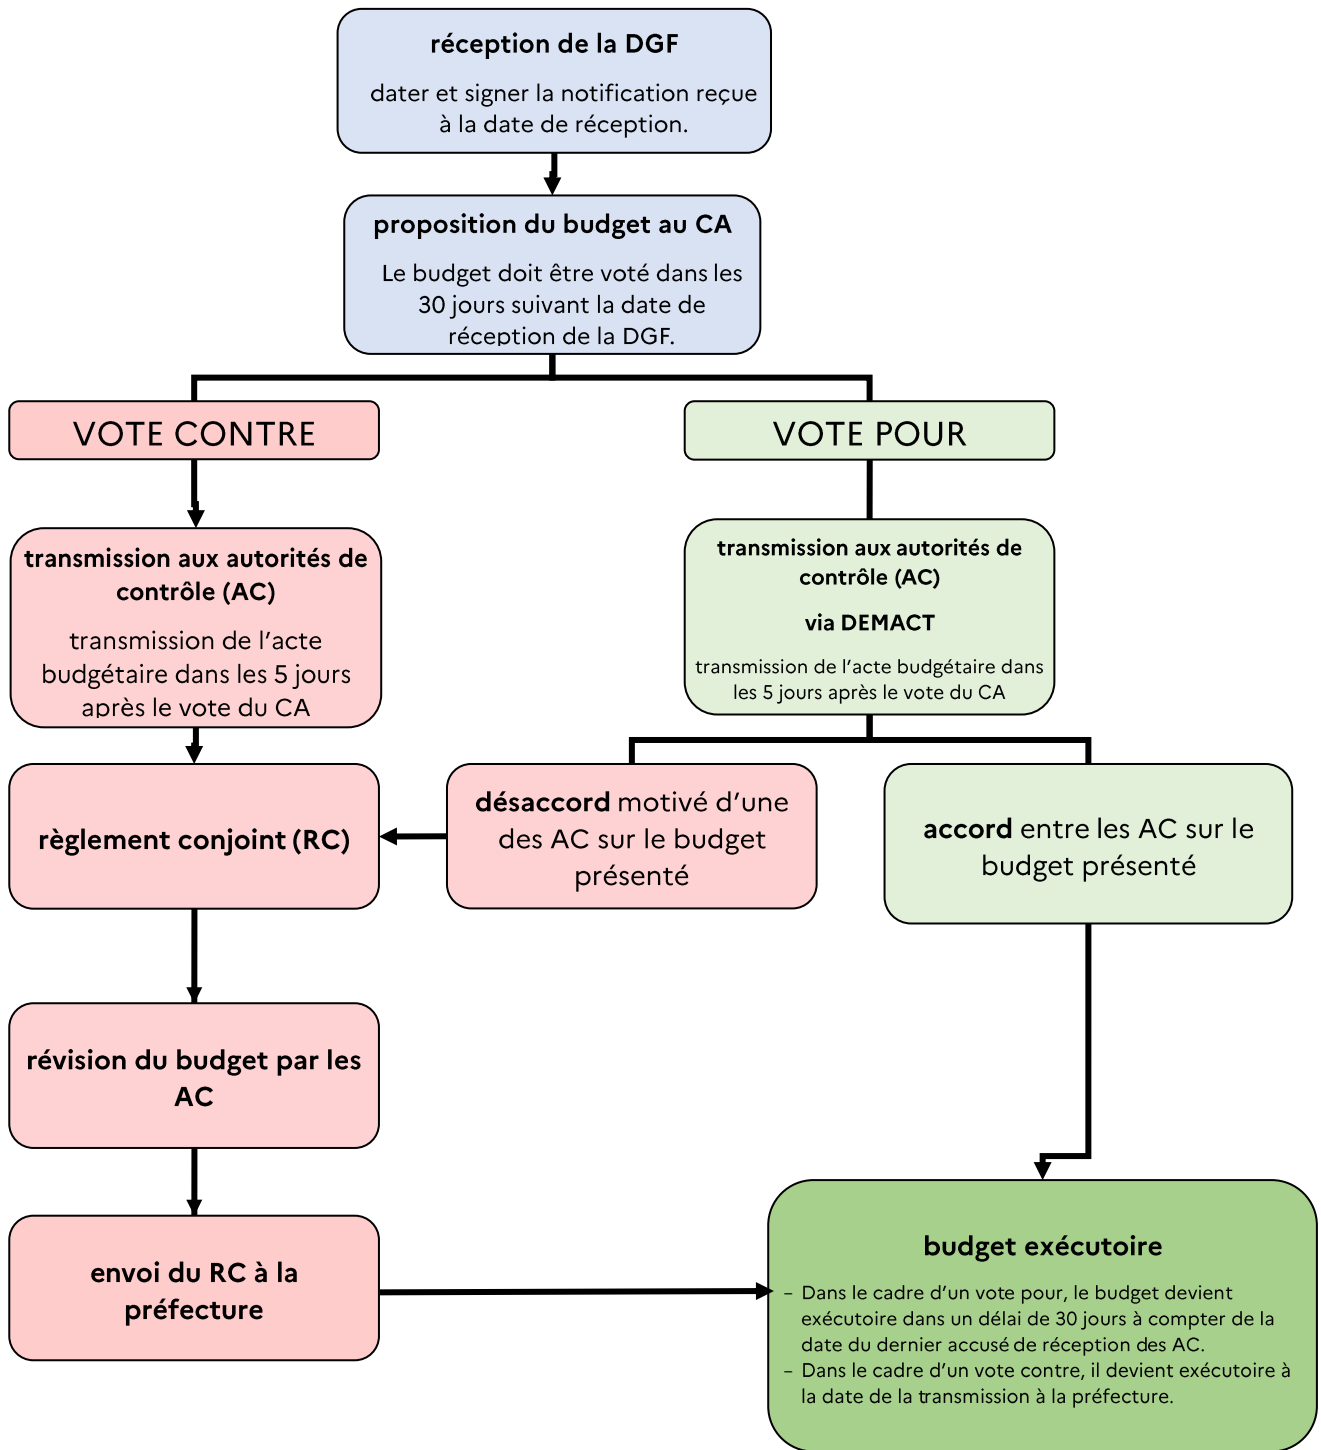 réception de la DGF
dater et signer la notification reçue
à la date de réception.
proposition du budget au CA
Le budget doit être voté dans les
30 jours suivant la date de
réception de la DGF.
VOTE CONTRE
VOTE POUR
transmission aux autorités de
contrôle (AC)
transmission de l’acte
budgétaire dans les 5 jours
après le vote du CA
transmission aux autorités de
contrôle (AC)
via DEMACT
transmission de l’acte budgétaire dans
les 5 jours après le vote du CA
règlement conjoint (RC)
désaccord motivé d’une
des AC sur le budget
présenté
accord entre les AC sur le
budget présenté
révision du budget par les
AC
envoi du RC à la
préfecture
budget exécutoire
– Dans le cadre d’un vote pour, le budget devient
exécutoire dans un délai de 30 jours à compter de la
date du dernier accusé de réception des AC.
– Dans le cadre d’un vote contre, il devient exécutoire à
la date de la transmission à la préfecture.